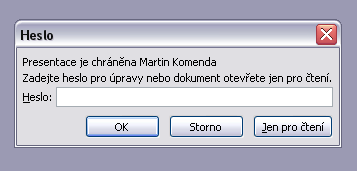 Heslo
Presentace je chráněna Martin Komenda
Zadejte heslo pro úpravy nebo dokument otevřete jen pro čtení.
Heslo:
OK Storno Jen pro čtení